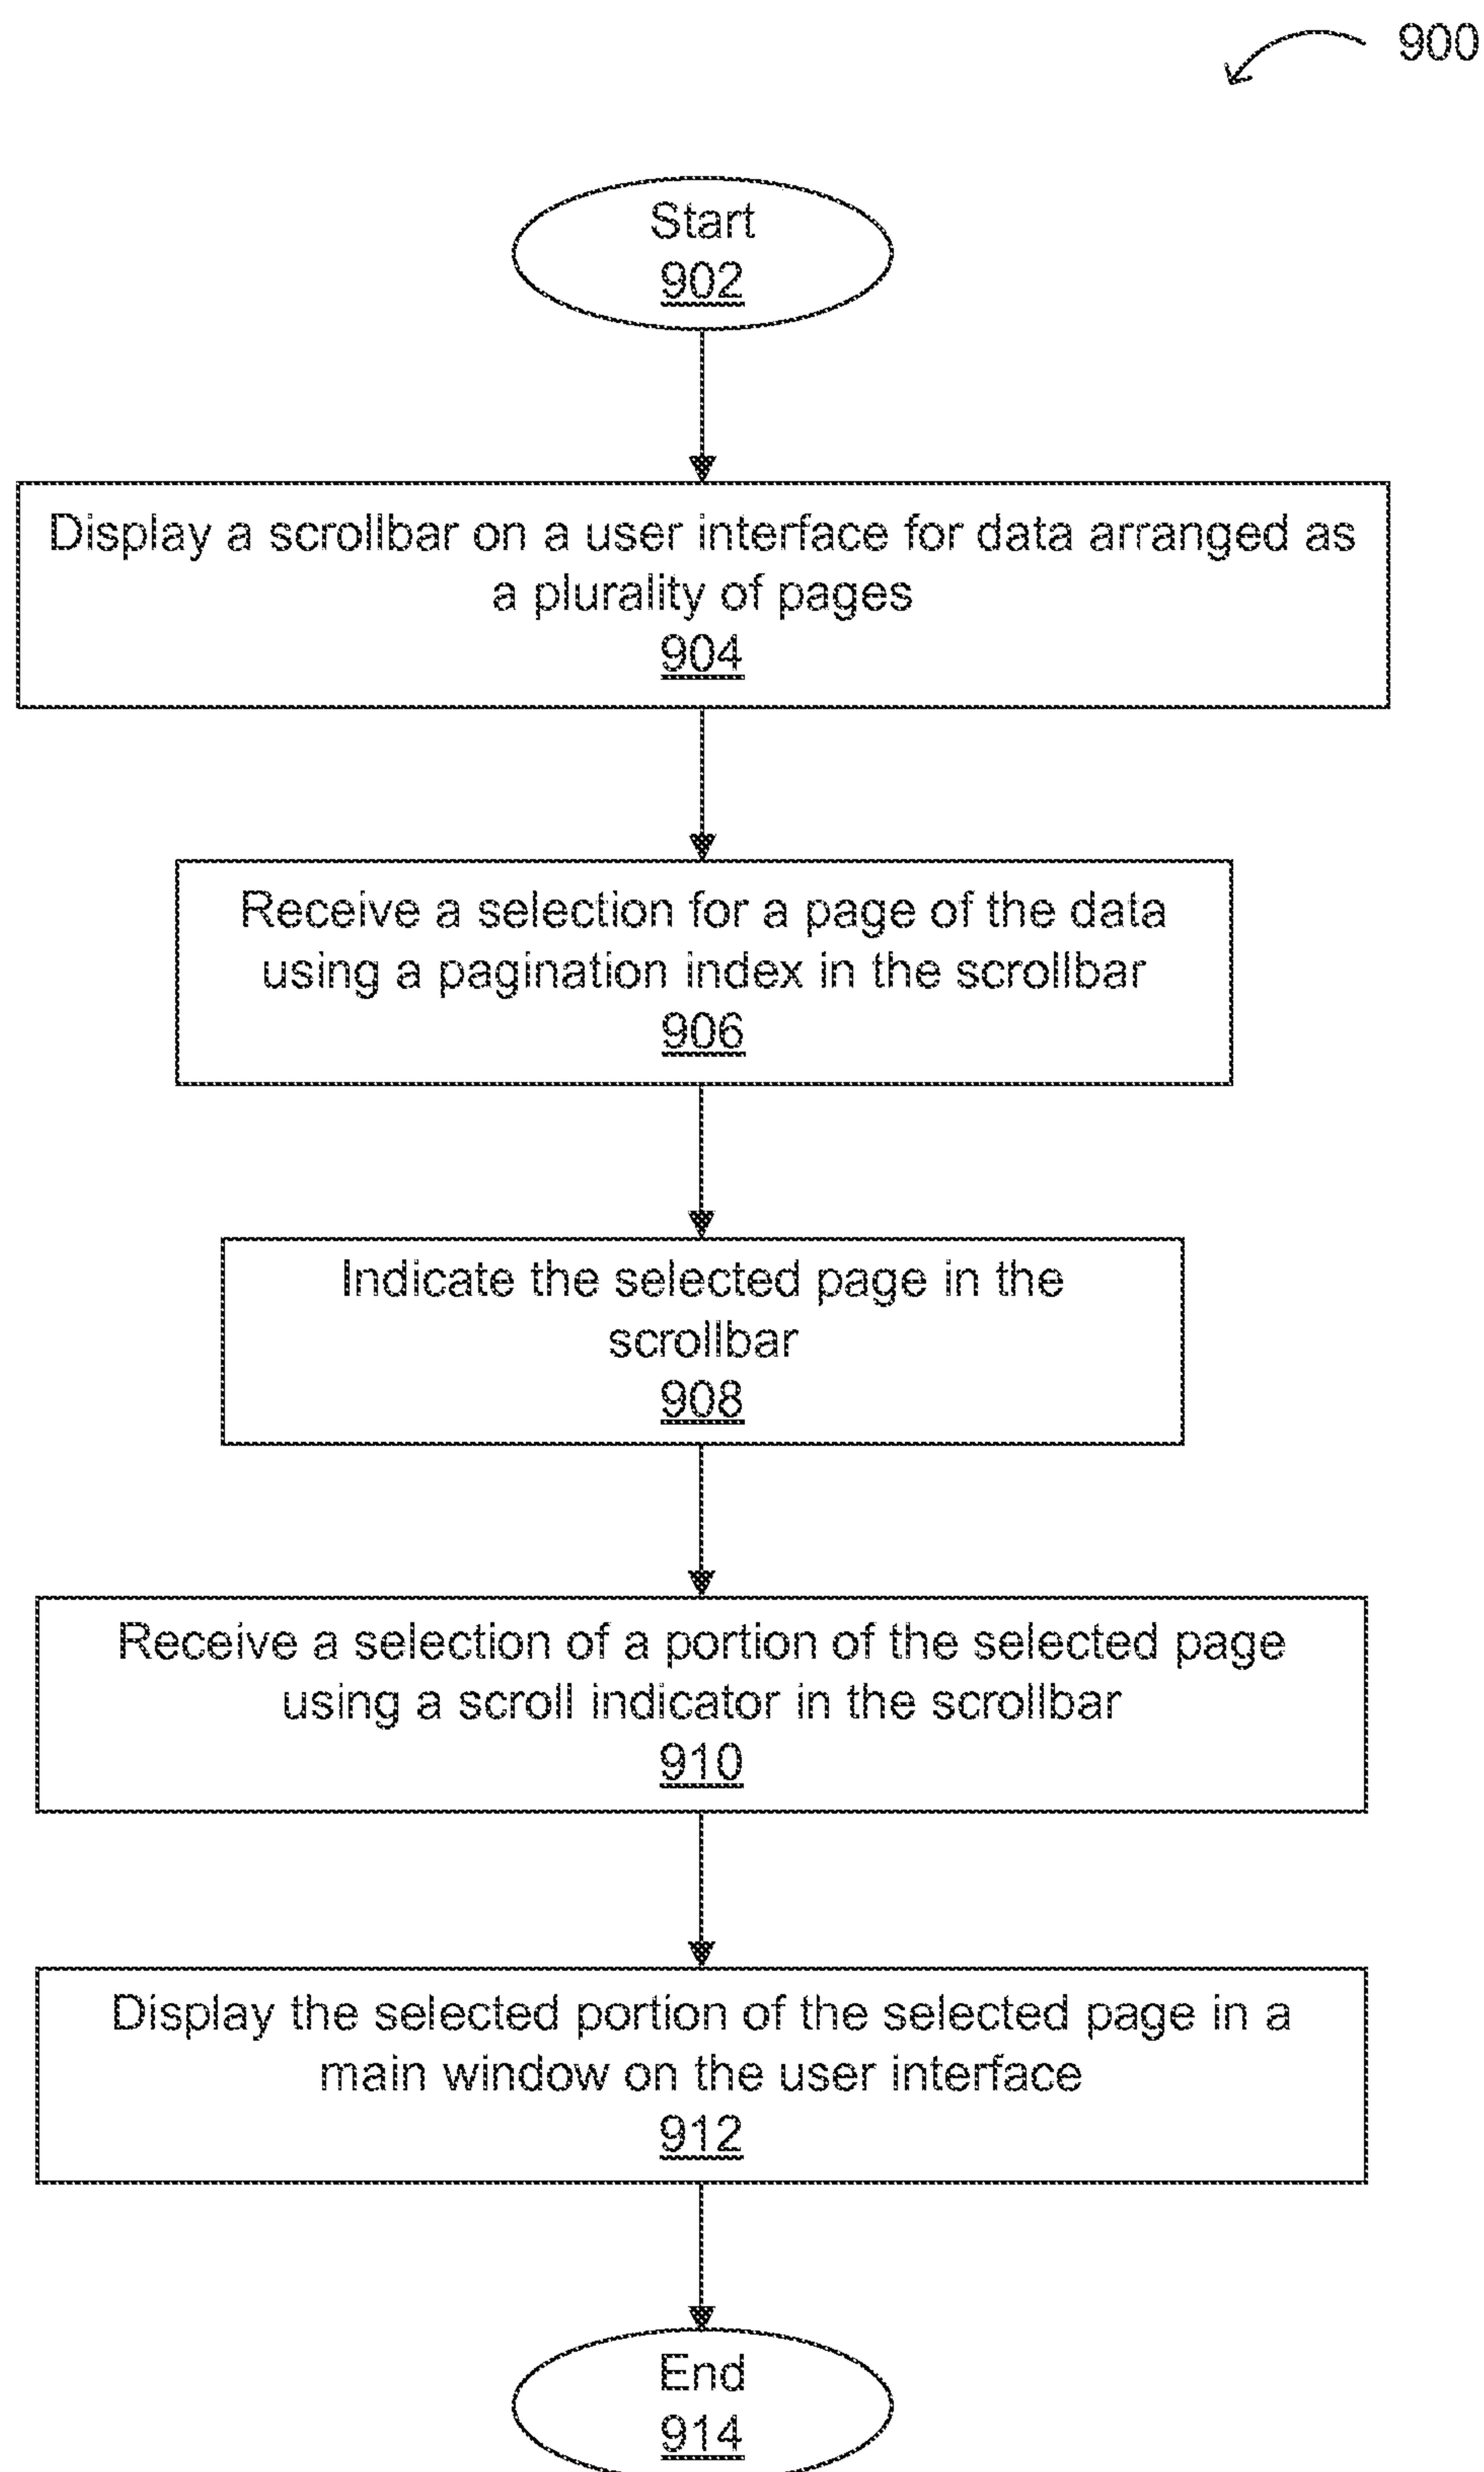 900
Start
902
Display a scrollbar on a user interface for data arranged as
a plurality of pages
904
Receive a selection for a page of the data
using a pagination index in the scrollbar
906
Indicate the selected page in the
scrollbar
908
Receive a selection of a portion of the selected page
using a scroll indicator in the scrollbar
910
Display the selected portion of the selected page in a
main window on the user interface
912
End
914